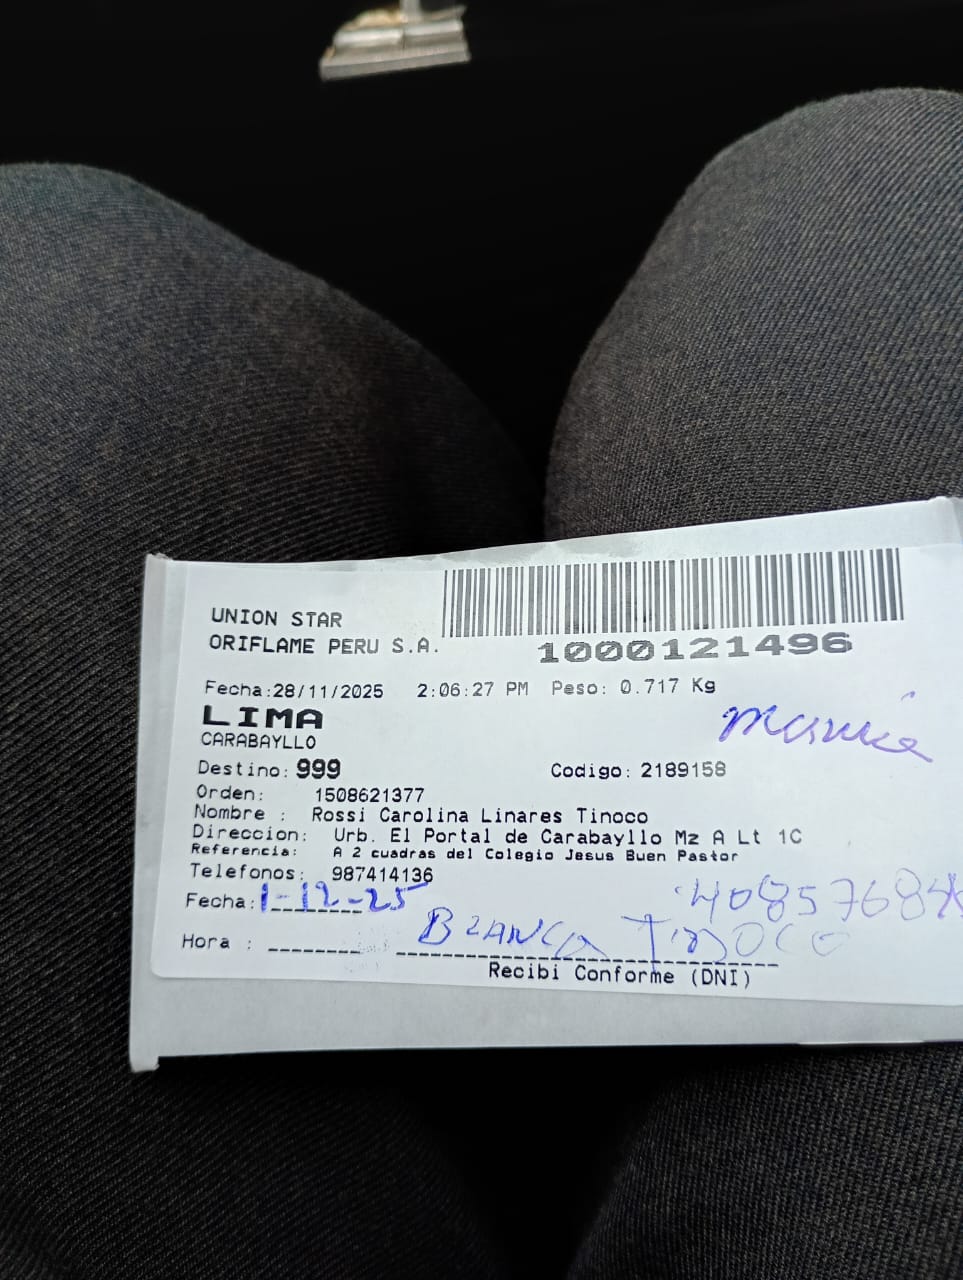 UNION STAR
ORIFLAME PERU S.A.
1000121496
Fecha:28/11/2025 2:06:27 PM Peso: 0.717 Kg
LIMA
CARABAYLLO
Destino: 999 Codigo: 2189158
Orden: 1508621377
Nombre : Rossi Carolina Linares Tinoco
Direccion: Urb. El Portal de Carabayllo Mz A Lt 1C
Referencia: A 2 cuadras del Colegio Jesus Buen Pastor
Telefonos: 987414136
Fecha: 1-12-25
Hora : BLANCA TINOCO
Recibi Conforme (DNI)